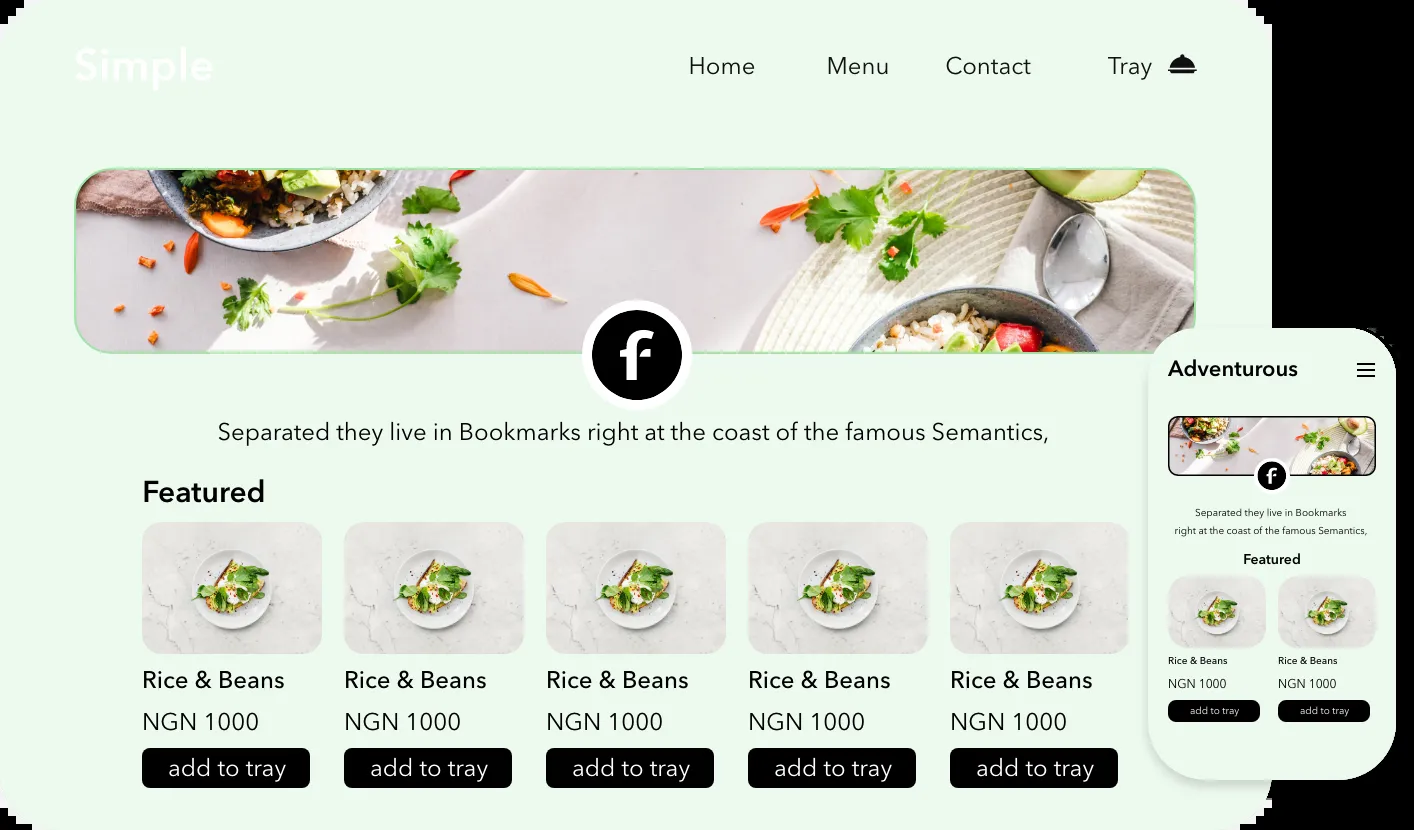 Simple
Home Menu Contact Tray
f
Separated they live in Bookmarks right at the coast of the famous Semantics,
Featured
Rice & Beans Rice & Beans Rice & Beans Rice & Beans Rice & Beans
NGN 1000 NGN 1000 NGN 1000 NGN 1000 NGN 1000
add to tray add to tray add to tray add to tray add to tray
Adventurous
f
Separated they live in Bookmarks
right at the coast of the famous Semantics,
Featured
Rice & Beans Rice & Beans
NGN 1000 NGN 1000
add to tray add to tray